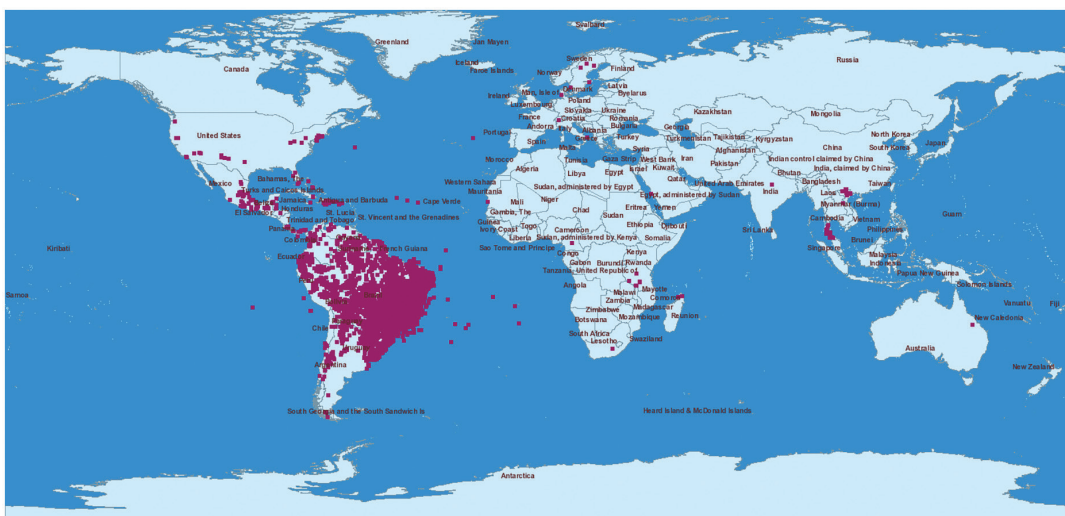 Svalbard
Greenland
Jan Mayen
Iceland
Faroe Islands
Sweden
Finland
Norway
Russia
Canada
Ireland
Man, Isle of
Denmark
Latvia
Byelarus
Luxembourg
Poland
Slovakia
Ukraine
Kazakhstan
Mongolia
France
Croatia
Romania
Andorra
Italy
Albania
Bulgaria
Georgia
Turkmenistan
Tajikistan
Kyrgyzstan
North Korea
South Korea
Japan
United States
Portugal
Spain
Greece
Turkey
Malta
Syria
Afghanistan
China
Morocco
Tunisia
Gaza Strip
West Bank
Iran
Pakistan
Indian control claimed by China
Algeria
Libya
Egypt
Israel
Kuwait
Bhutan
India, claimed by China
Mexico
Bahamas, The
Western Sahara
Qatar
United Arab Emirates
Bangladesh
Taiwan
Turks and Caicos Islands
Mauritania
Sudan, administered by Egypt
Egypt, administered by Sudan
India
Laos
Jamaica
Antigua and Barbuda
Cape Verde
Mali
Niger
Myanmar (Burma)
Honduras
El Salvador
St. Lucia
St. Vincent and the Grenadines
Gambia, The
Chad
Sudan
Eritrea
Yemen
Cambodia
Vietnam
Guam
Trinidad and Tobago
Guinea
Ivory Coast
Togo
Cameroon
Ethiopia
Djibouti
Sri Lanka
Philippines
Panama
Liberia
Sudan, administered by Kenya
Somalia
Brunei
Kiribati
French Guiana
Sao Tome and Principe
Congo
Kenya
Singapore
Malaysia
Ecuador
Gabon
Burundi
Rwanda
Indonesia
Tanzania, United Republic of
Papua New Guinea
Solomon Islands
Samoa
Angola
Malawi
Mayotte
Comoros
Zambia
Madagascar
Vanuatu
Fiji
Zimbabwe
Mozambique
Reunion
New Caledonia
Chile
Botswana
South Africa
Lesotho
Swaziland
Australia
Uruguay
Argentina
New Zealand
South Georgia and the South Sandwich Is
Heard Island & McDonald Islands
Antarctica